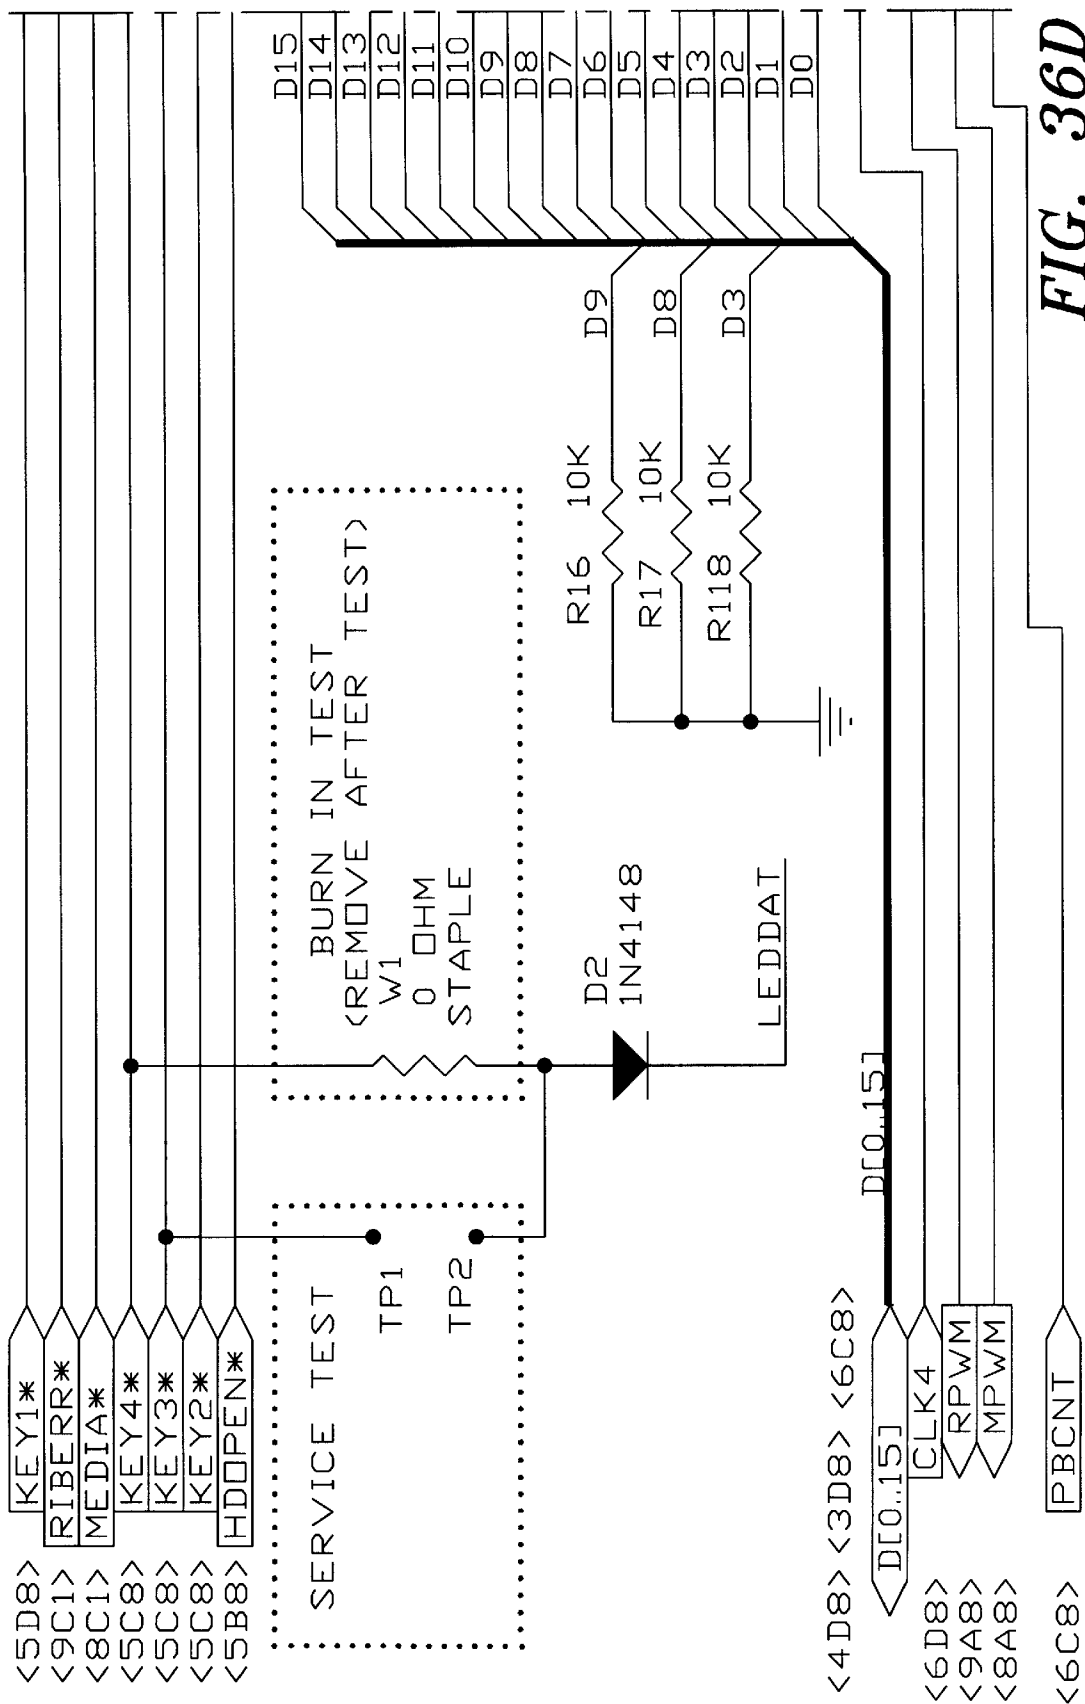 <5D8> KEY1*
<9C1> RIBERR*
<8C1> MEDIA*
<5C8> KEY4*
<5C8> KEY3*
<5C8> KEY2*
<5B8> HDOPEN*
SERVICE TEST
TP1
TP2
BURN IN TEST
<REMOVE AFTER TEST>
W1
0 OHM
STAPLE
D2
1N4148
LEDDAT
D15
D14
D13
D12
D11
D10
D9
D8
D7
D6
D5
D4
D3
D2
D1
D0
R16 10K D9
R17 10K D8
R118 10K D3
<4D8> <3D8> <6C8>
D[0..15] D[0..15]
<6D8> CLK4
<9A8> RPWM
<8A8> MPWM
<6C8> PBCNT
FIG. 36D